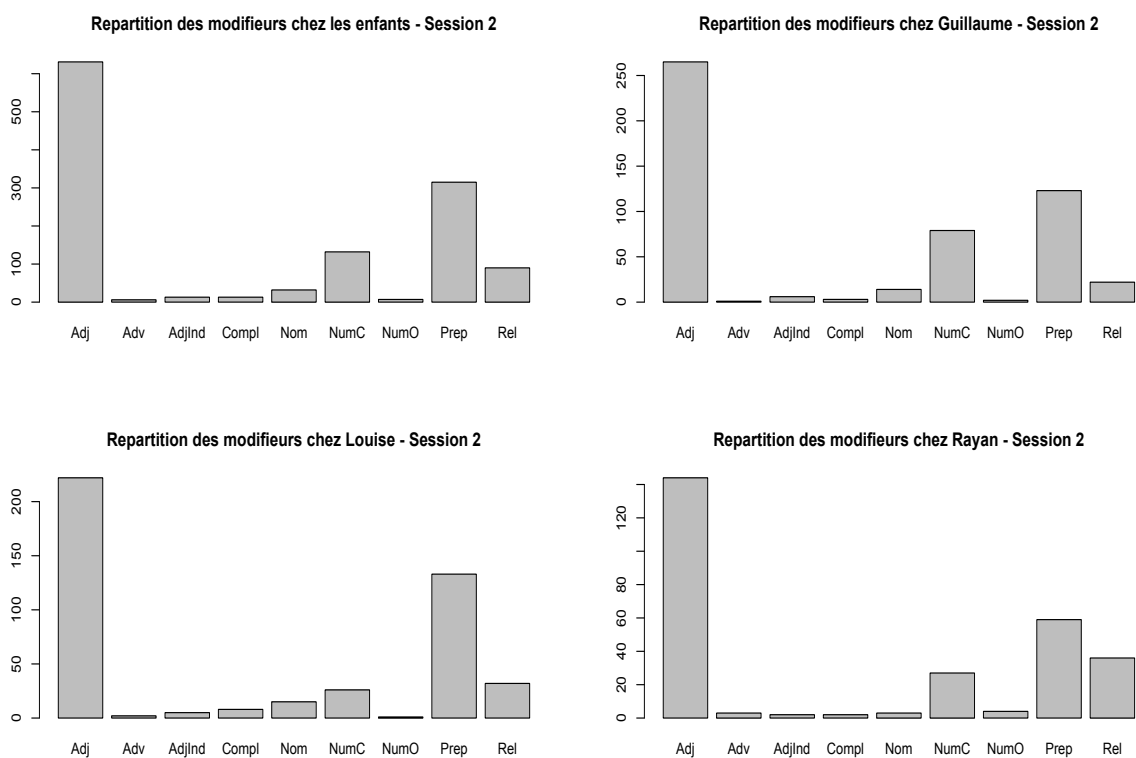 Repartition des modifieurs chez les enfants - Session 2
500
300
100
0
Adj Adv AdjInd Compl Nom NumC NumO Prep Rel
Repartition des modifieurs chez Guillaume - Session 2
250
200
150
100
50
0
Adj Adv AdjInd Compl Nom NumC NumO Prep Rel
Repartition des modifieurs chez Louise - Session 2
200
150
100
50
0
Adj Adv AdjInd Compl Nom NumC NumO Prep Rel
Repartition des modifieurs chez Rayan - Session 2
120
80
60
40
20
0
Adj Adv AdjInd Compl Nom NumC NumO Prep Rel